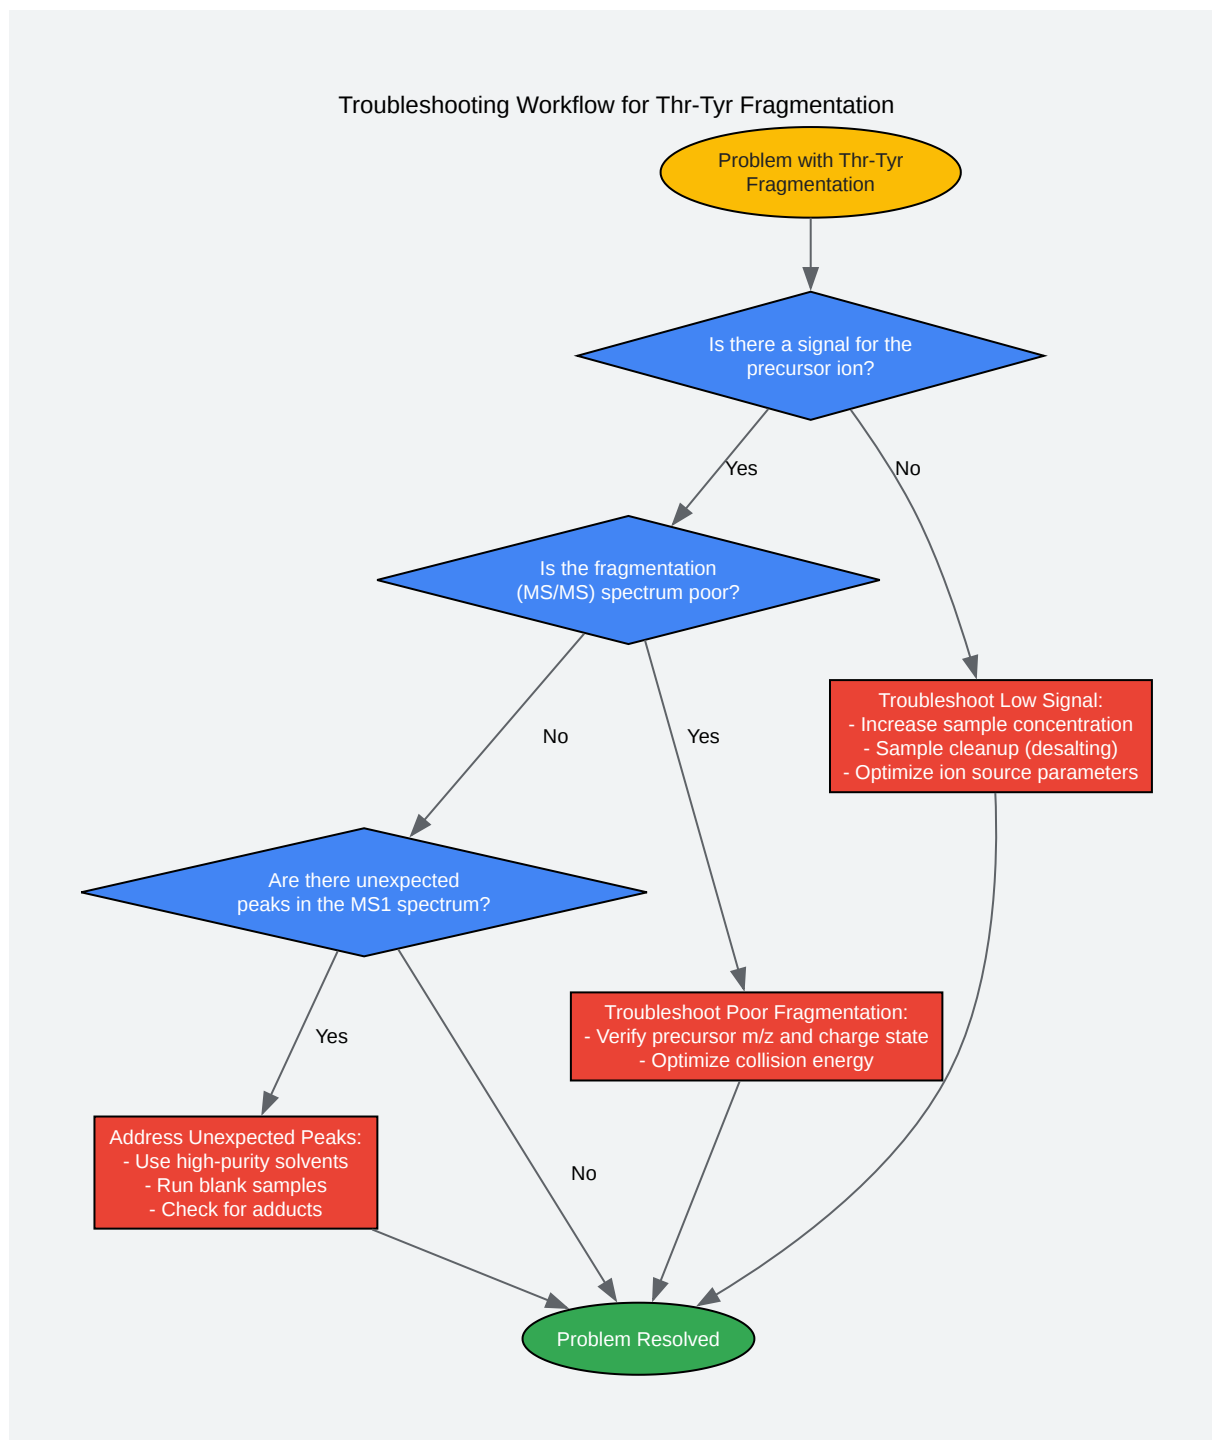 Troubleshooting Workflow for Thr-Tyr Fragmentation
Problem with Thr-Tyr
Fragmentation
Is there a signal for the
precursor ion?
Yes
No
Is the fragmentation
(MS/MS) spectrum poor?
Troubleshoot Low Signal:
- Increase sample concentration
- Sample cleanup (desalting)
- Optimize ion source parameters
No
Yes
Are there unexpected
peaks in the MS1 spectrum?
Troubleshoot Poor Fragmentation:
- Verify precursor m/z and charge state
- Optimize collision energy
Yes
Address Unexpected Peaks:
- Use high-purity solvents
- Run blank samples
- Check for adducts
No
Problem Resolved